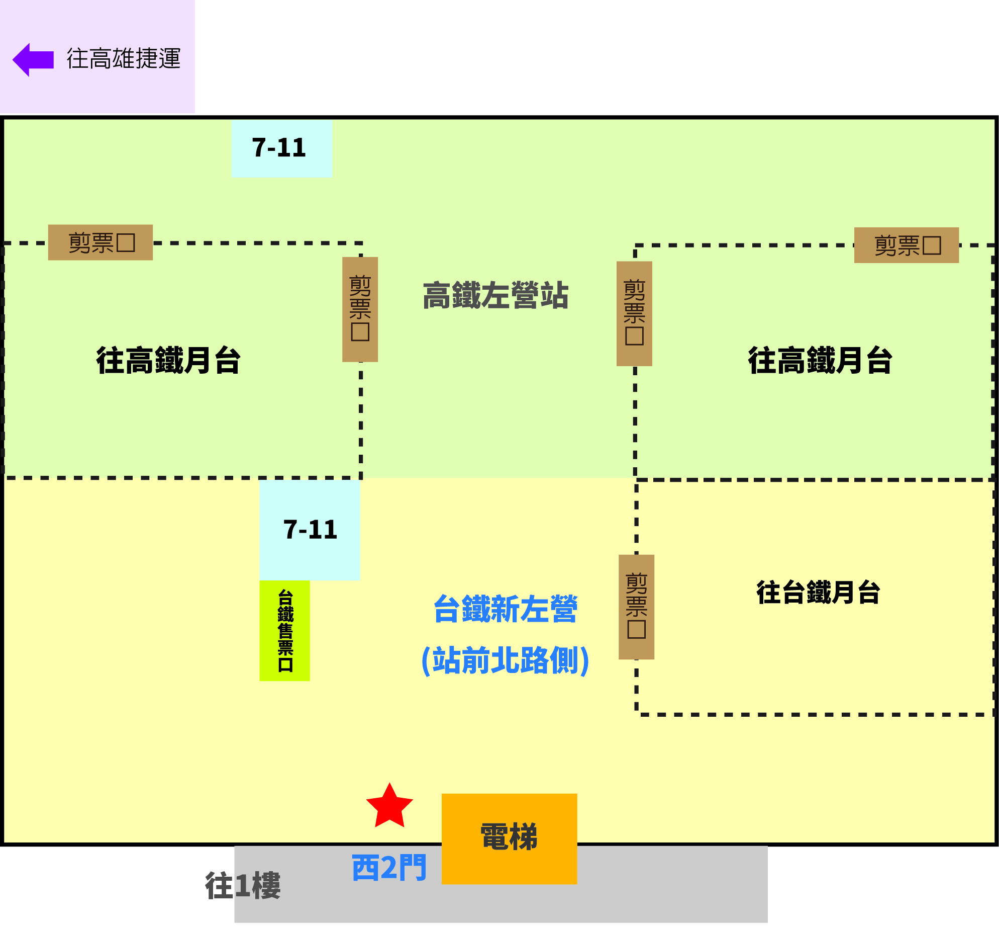 往高雄捷運
7-11
剪票口
剪票口
剪票口
高鐵左營站
剪票口
往高鐵月台
往高鐵月台
7-11
台鐵售票口
台鐵新左營
(站前北路側)
剪票口
往台鐵月台
電梯
西2門
往1樓